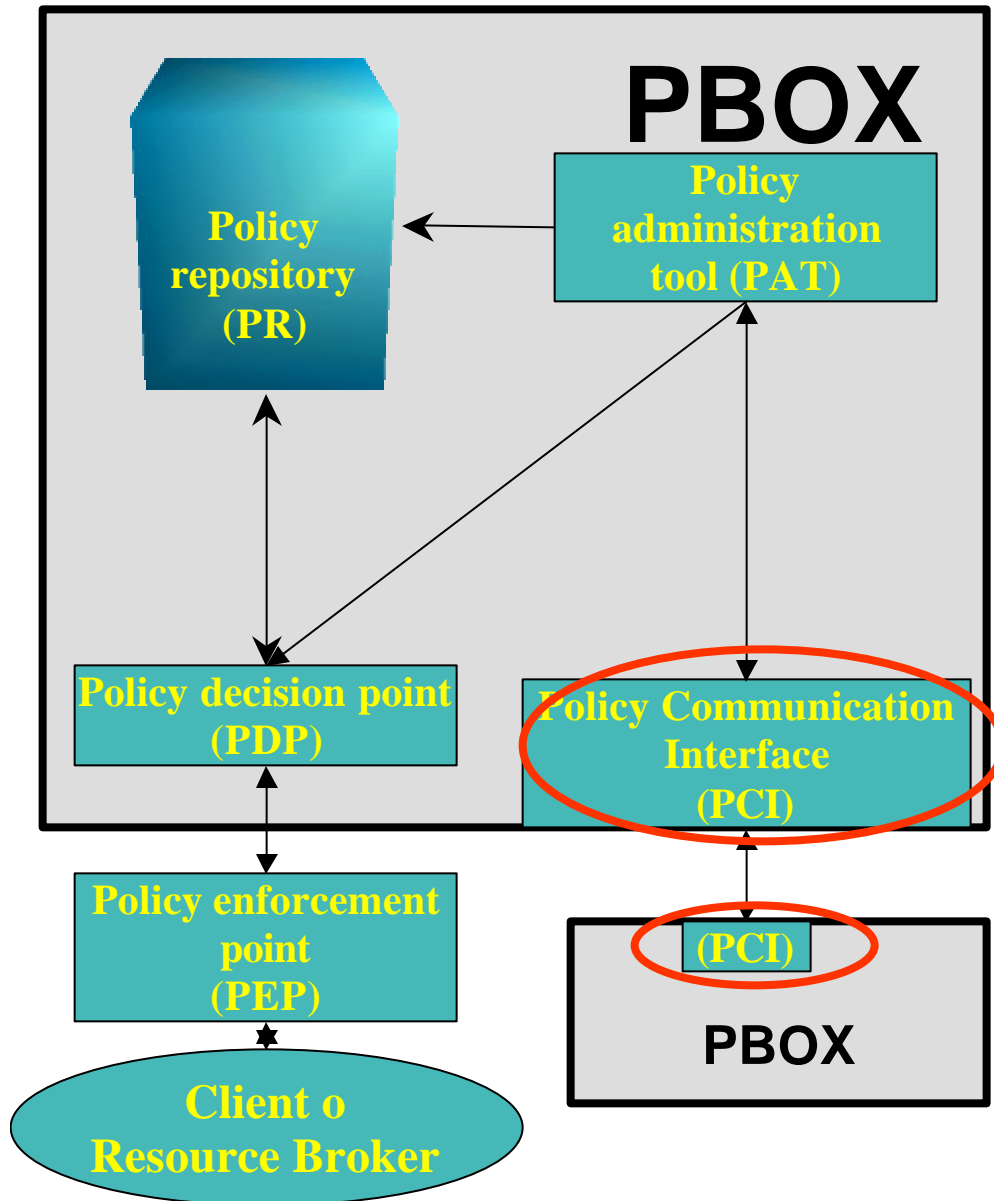 PBOX
Policy
administration
tool (PAT)
Policy
repository
(PR)
Policy decision point
(PDP)
Policy Communication
Interface
(PCI)
Policy enforcement
point
(PEP)
(PCI)
PBOX
Client o
Resource Broker